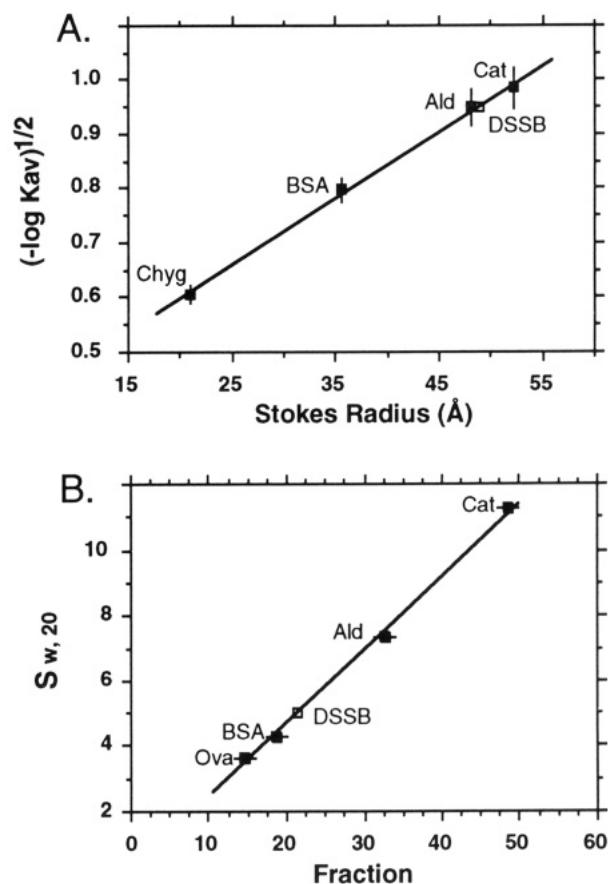 A.
(-log Kav)1/2
1.0
0.9
0.8
0.7
0.6
0.5
Cat
Ald
DSSB
BSA
Chyg
15 25 35 45 55
Stokes Radius (Å)
B.
S w, 20
10
8
6
4
2
Cat
Ald
DSSB
BSA
Ova
0 10 20 30 40 50 60
Fraction